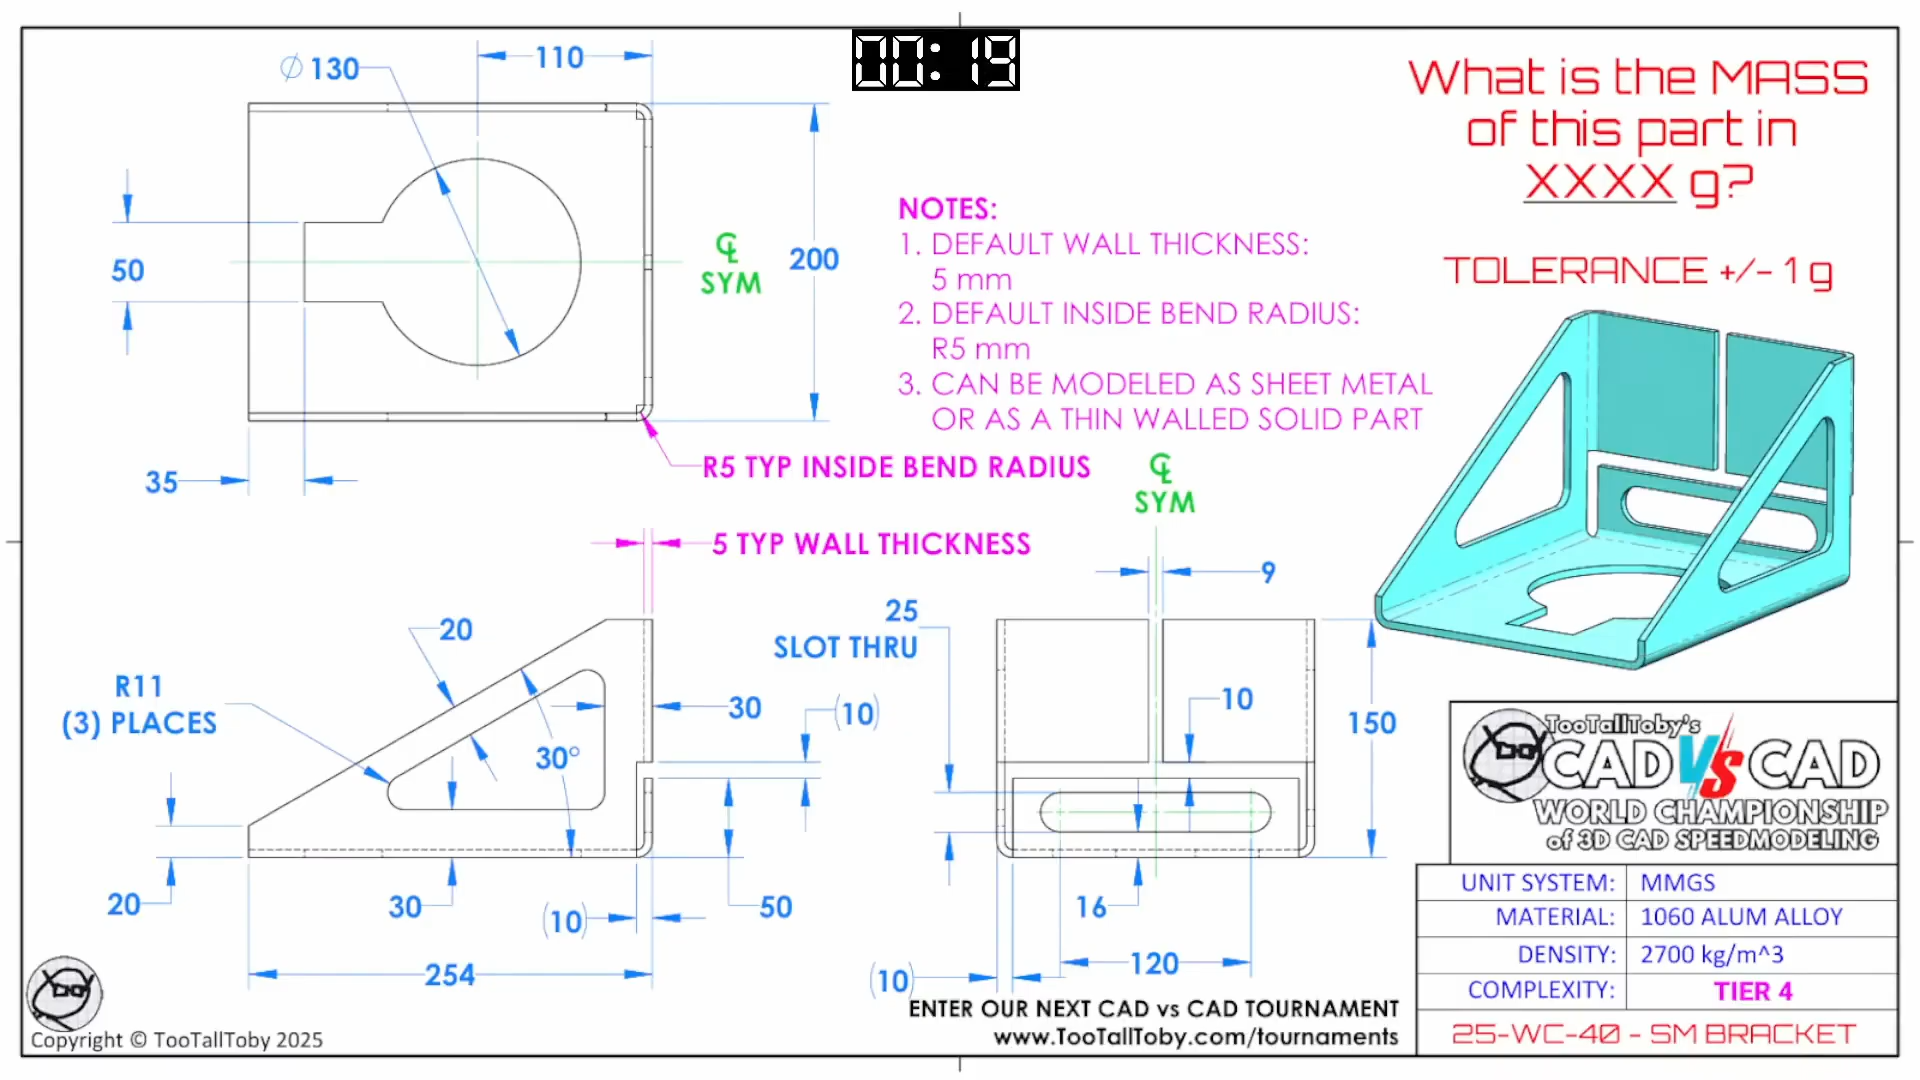 00:19
What is the MASS
of this part in
XXXX g?
TOLERANCE +/- 1 g
Ø 130
110
50
200
35
℄
SYM
NOTES:
1. DEFAULT WALL THICKNESS:
5 mm
2. DEFAULT INSIDE BEND RADIUS:
R5 mm
3. CAN BE MODELED AS SHEET METAL
OR AS A THIN WALLED SOLID PART
R5 TYP INSIDE BEND RADIUS
℄
SYM
5 TYP WALL THICKNESS
20
R11
(3) PLACES
30°
30
(10)
20
30
(10)
50
254
25
SLOT THRU
9
10
150
16
120
(10)
ENTER OUR NEXT CAD vs CAD TOURNAMENT
www.TooTallToby.com/tournaments
Copyright © TooTallToby 2025
TooTallToby's
CAD VS CAD
WORLD CHAMPIONSHIP
of 3D CAD SPEEDMODELING
UNIT SYSTEM: MMGS
MATERIAL: 1060 ALUM ALLOY
DENSITY: 2700 kg/m^3
COMPLEXITY: TIER 4
25-WC-40 - SM BRACKET